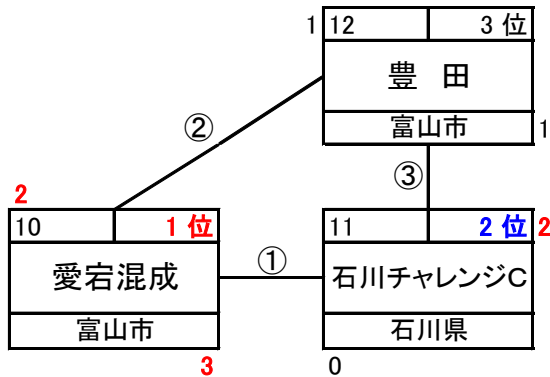 1 12 3 位
豊 田
富山市 1
②
③
2
10 1 位
11 2 位 2
愛宕混成
①
石川チャレンジC
富山市
石川県
3
0